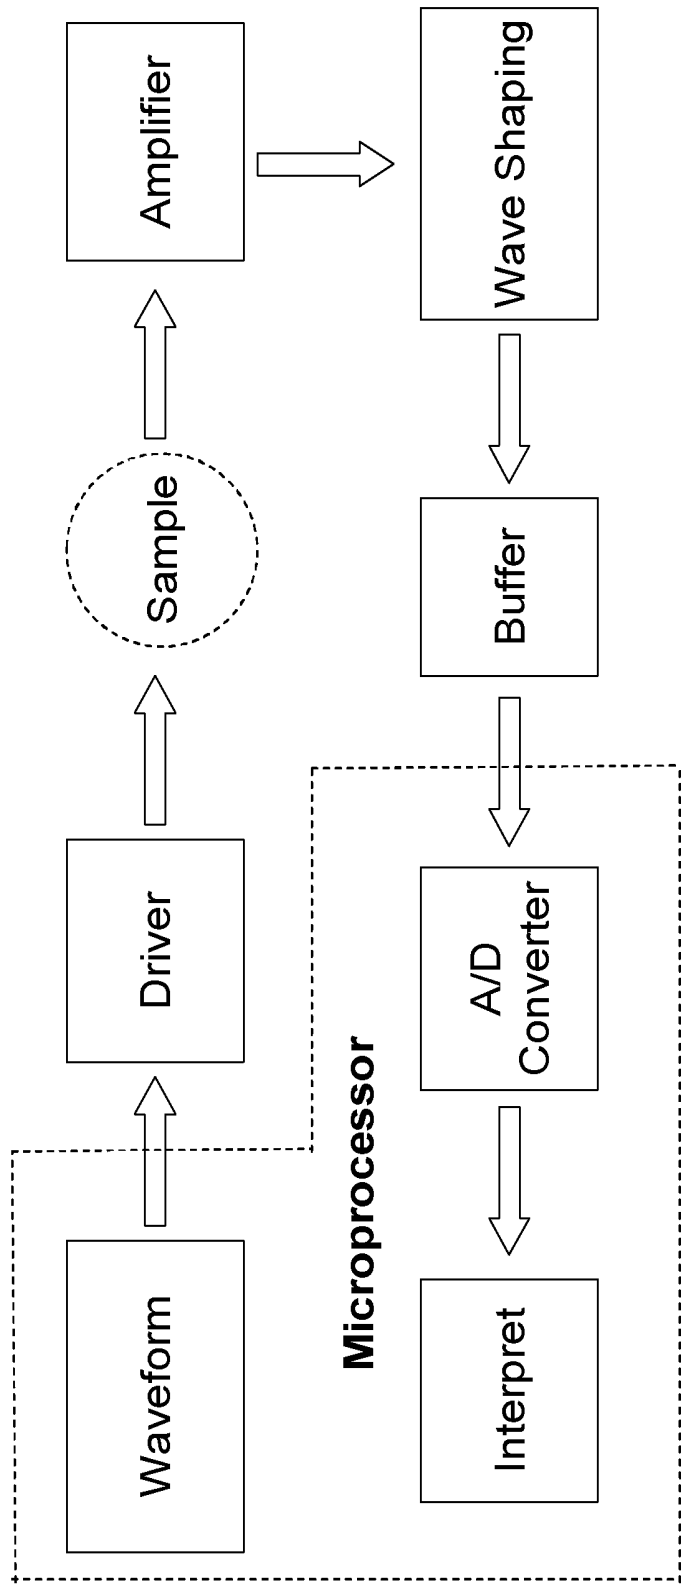 Waveform
Driver
Sample
Amplifier
Microprocessor
Interpret
A/D
Converter
Buffer
Wave Shaping